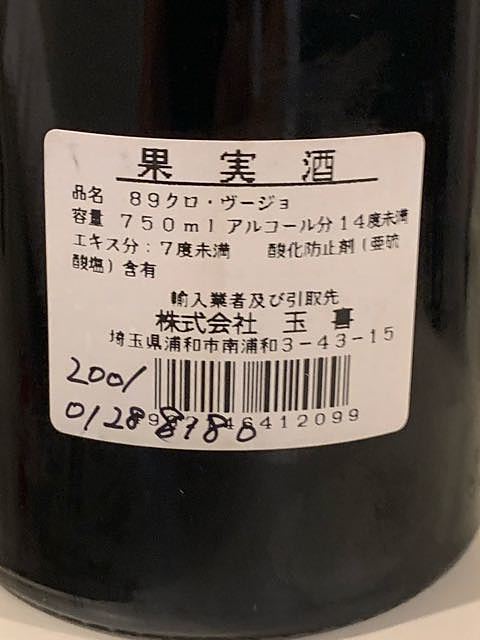 果実酒
品名 89クロ・ヴージョ
容量 750ml アルコール分14度未満
エキス分:7度未満 酸化防止剤(亜硫
酸塩)含有
輸入業者及び引取先
株式会社 玉喜
埼玉県浦和市南浦和3-43-15
2001
01288780
46412099